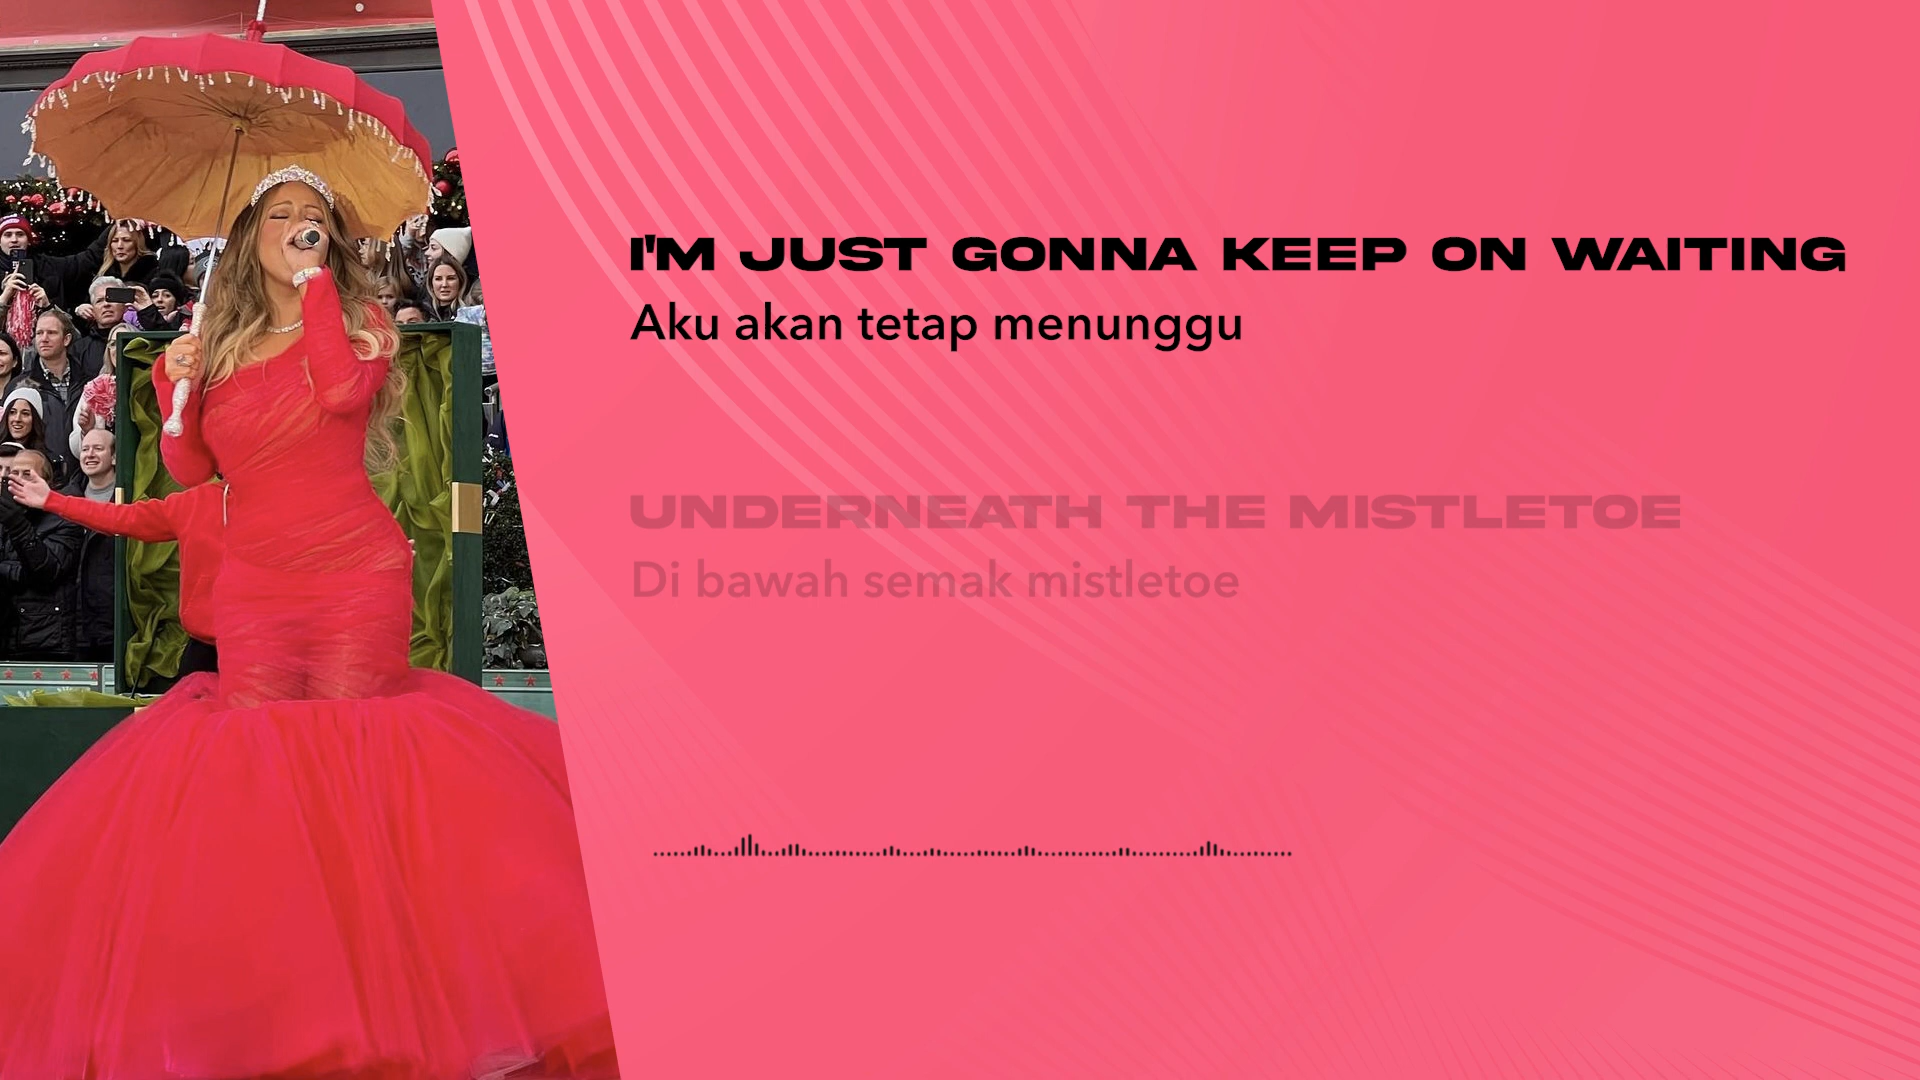 I'M JUST GONNA KEEP ON WAITING
Aku akan tetap menunggu
UNDERNEATH THE MISTLETOE
Di bawah semak mistletoe